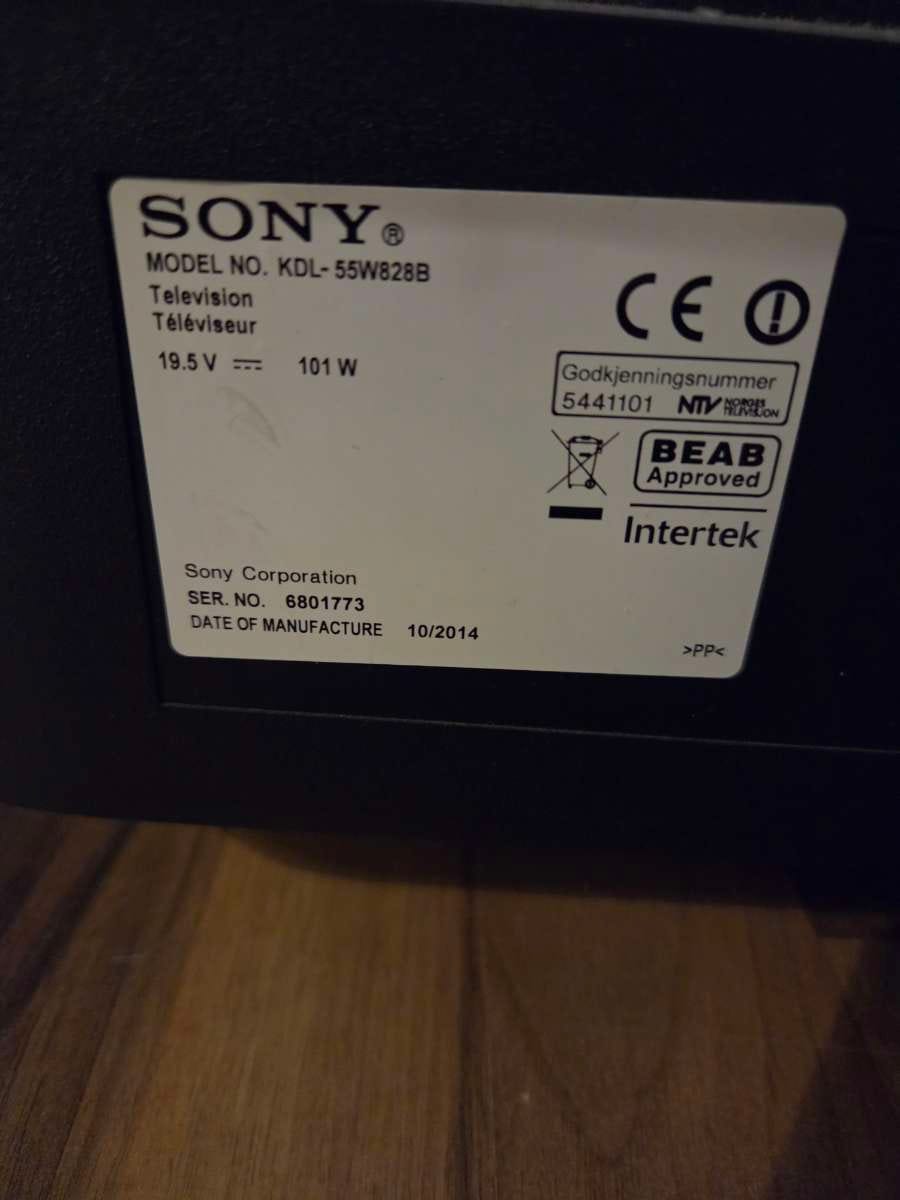 SONY®
MODEL NO. KDL-55W828B
Television
Téléviseur
19.5 V ⎓ 101 W
CE
Godkjenningsnummer
5441101 NTV NORGES TELEVISJON
BEAB
Approved
Intertek
Sony Corporation
SER. NO. 6801773
DATE OF MANUFACTURE 10/2014
>PP<